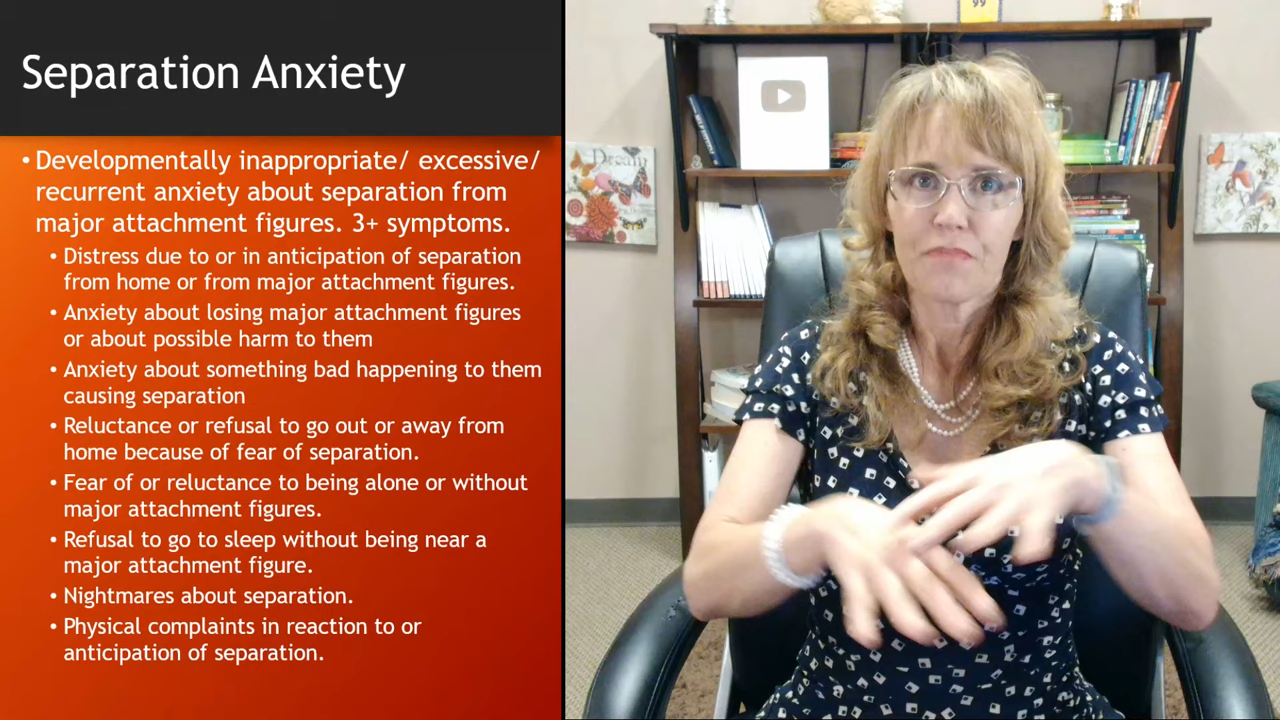 Separation Anxiety
• Developmentally inappropriate/ excessive/
recurrent anxiety about separation from
major attachment figures. 3+ symptoms.
• Distress due to or in anticipation of separation
from home or from major attachment figures.
• Anxiety about losing major attachment figures
or about possible harm to them
• Anxiety about something bad happening to them
causing separation
• Reluctance or refusal to go out or away from
home because of fear of separation.
• Fear of or reluctance to being alone or without
major attachment figures.
• Refusal to go to sleep without being near a
major attachment figure.
• Nightmares about separation.
• Physical complaints in reaction to or
anticipation of separation.
99
Dream